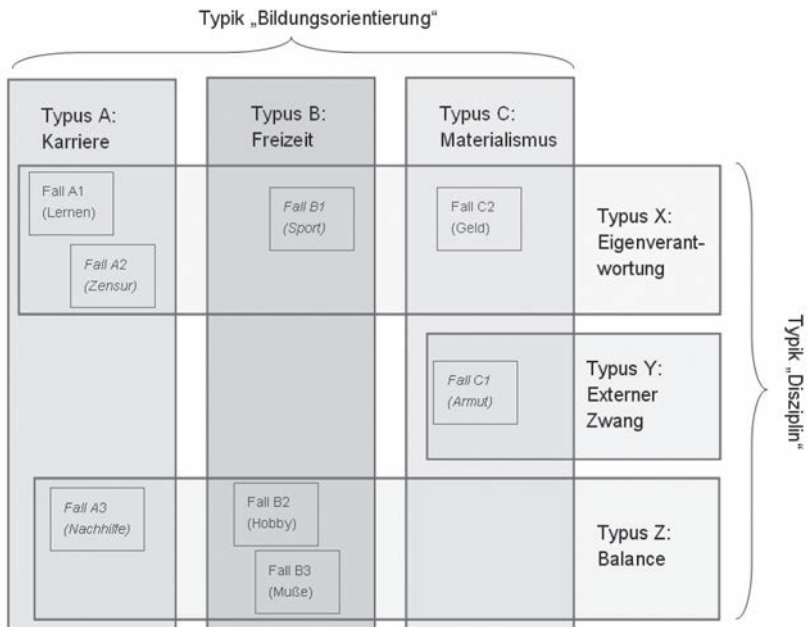 Typik „Bildungsorientierung“
Typus A:
Karriere
Typus B:
Freizeit
Typus C:
Materialismus
Fall A1
(Lernen)
Fall A2
(Zensur)
Fall B1
(Sport)
Fall C2
(Geld)
Typus X:
Eigenverant-
wortung
Fall C1
(Armut)
Typus Y:
Externer
Zwang
Typik „Disziplin“
Fall A3
(Nachhilfe)
Fall B2
(Hobby)
Fall B3
(Muße)
Typus Z:
Balance